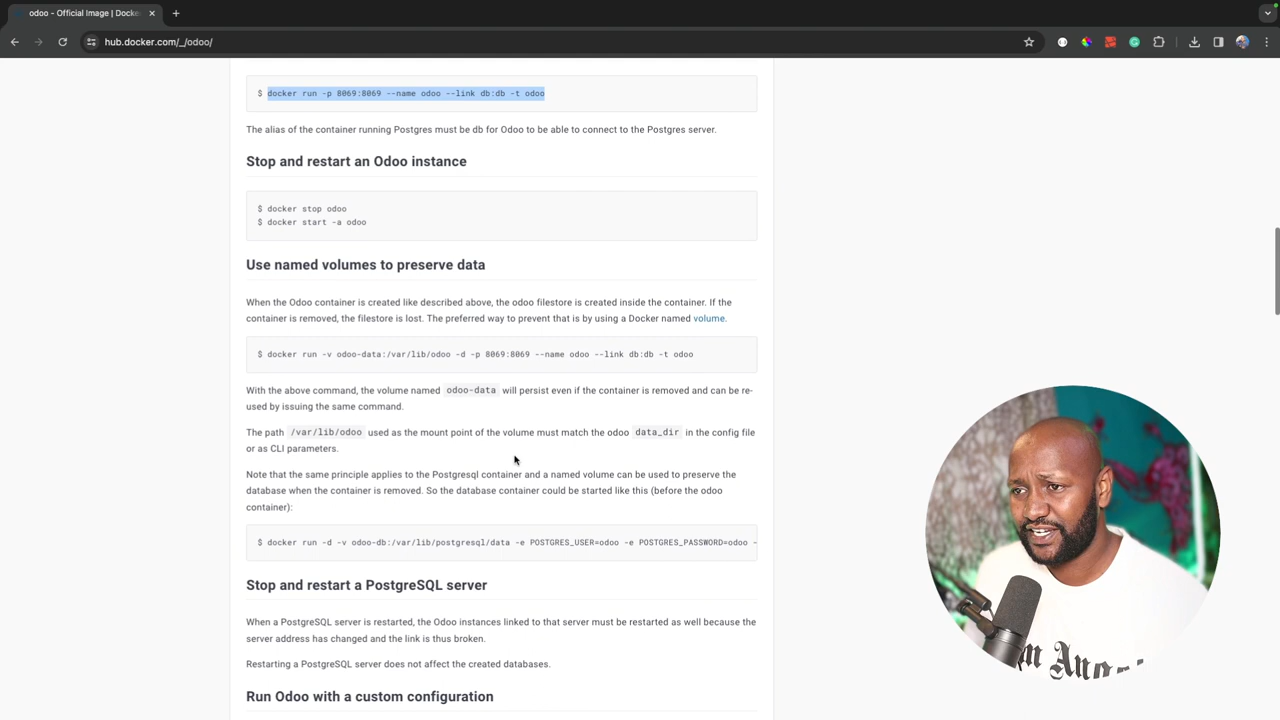 odoo - Official Image | Docke
hub.docker.com/_/odoo/
$ docker run -p 8069:8069 --name odoo --link db:db -t odoo
The alias of the container running Postgres must be db for Odoo to be able to connect to the Postgres server.
Stop and restart an Odoo instance
$ docker stop odoo
$ docker start -a odoo
Use named volumes to preserve data
When the Odoo container is created like described above, the odoo filestore is created inside the container. If the
container is removed, the filestore is lost. The preferred way to prevent that is by using a Docker named volume.
$ docker run -v odoo-data:/var/lib/odoo -d -p 8069:8069 --name odoo --link db:db -t odoo
With the above command, the volume named odoo-data will persist even if the container is removed and can be re-
used by issuing the same command.
The path /var/lib/odoo used as the mount point of the volume must match the odoo data_dir in the config file
or as CLI parameters.
Note that the same principle applies to the Postgresql container and a named volume can be used to preserve the
database when the container is removed. So the database container could be started like this (before the odoo
container):
$ docker run -d -v odoo-db:/var/lib/postgresql/data -e POSTGRES_USER=odoo -e POSTGRES_PASSWORD=odoo -
Stop and restart a PostgreSQL server
When a PostgreSQL server is restarted, the Odoo instances linked to that server must be restarted as well because the
server address has changed and the link is thus broken.
Restarting a PostgreSQL server does not affect the created databases.
Run Odoo with a custom configuration